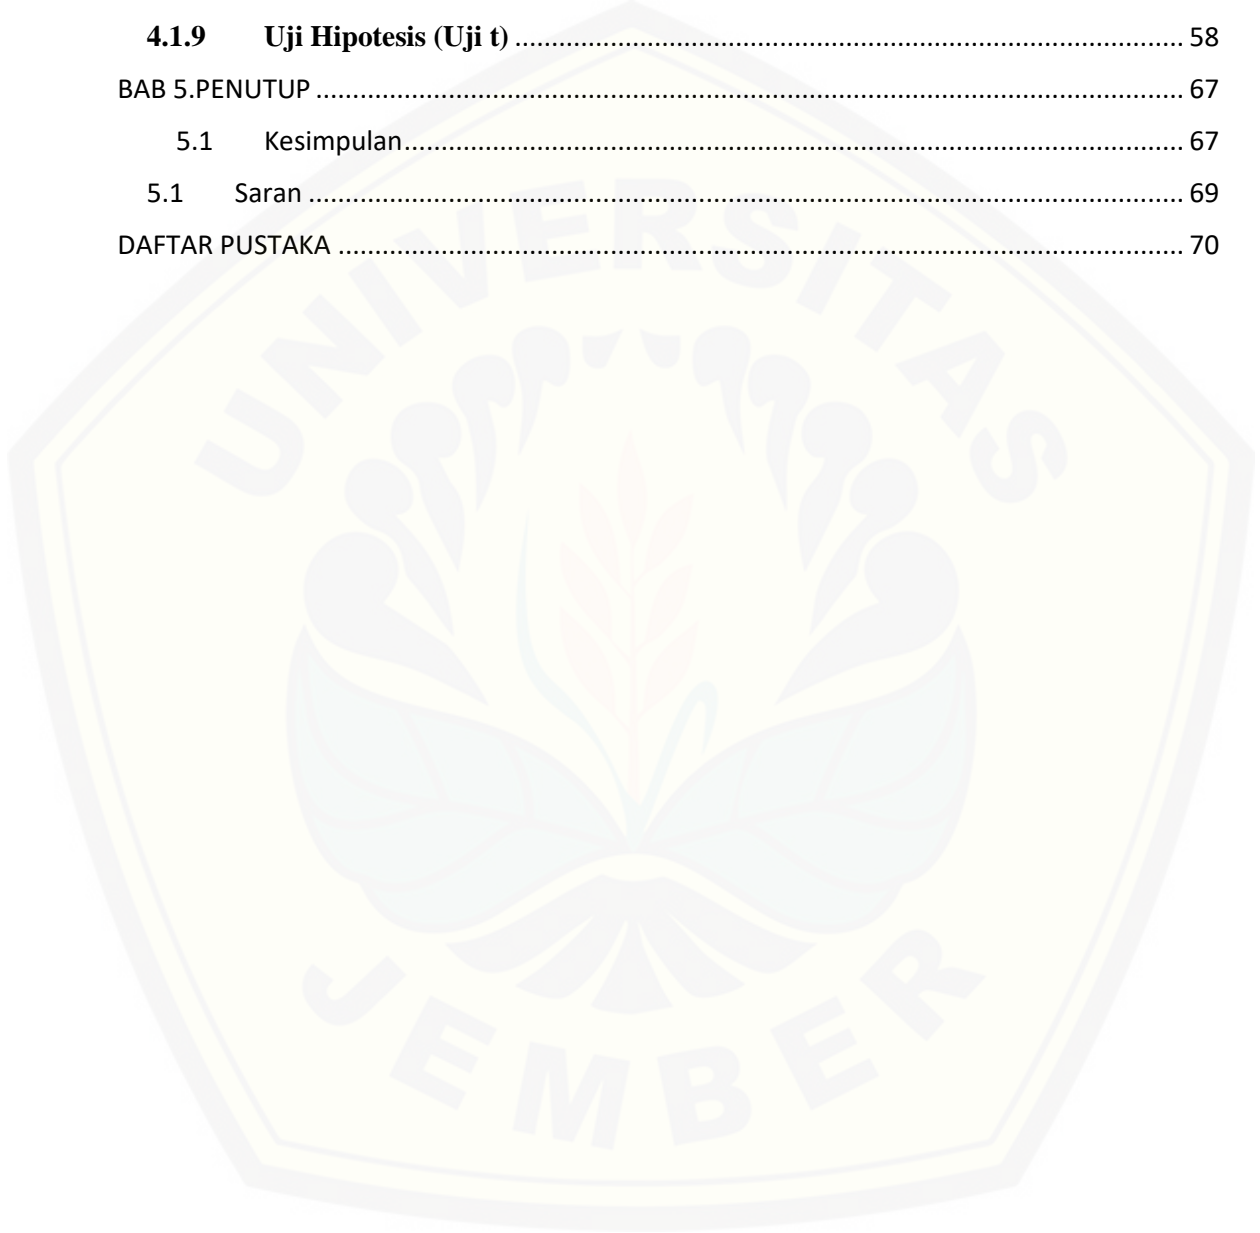 4.1.9 Uji Hipotesis (Uji t) ........................................................................................................ 58
BAB 5.PENUTUP ........................................................................................................ 67
5.1 Kesimpulan ........................................................................................................ 67
5.1 Saran ........................................................................................................ 69
DAFTAR PUSTAKA ........................................................................................................ 70
UNIVERSITAS
JEMBER